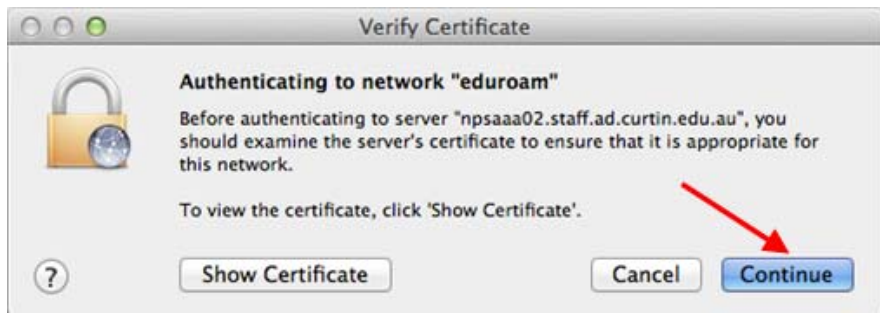 Verify Certificate
Authenticating to network "eduroam"
Before authenticating to server "npsaaa02.staff.ad.curtin.edu.au", you
should examine the server's certificate to ensure that it is appropriate for
this network.
To view the certificate, click 'Show Certificate'.
?
Show Certificate
Cancel
Continue